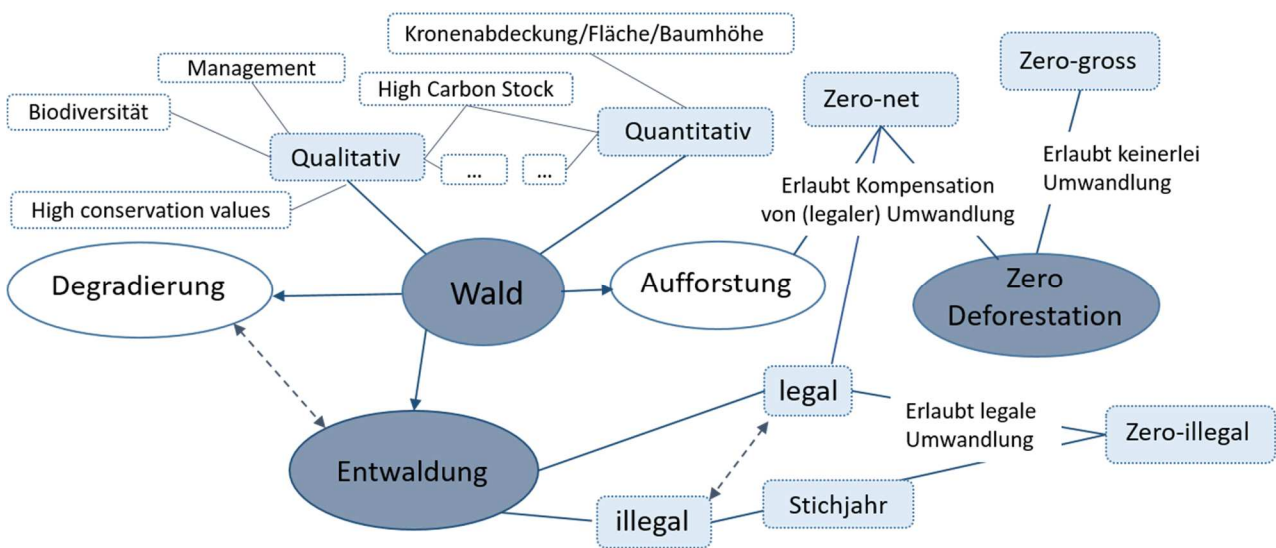 Kronenabdeckung/Fläche/Baumhöhe
Management
High Carbon Stock
Biodiversität
Qualitativ
Quantitativ
...
...
High conservation values
Zero-net
Zero-gross
Erlaubt Kompensation
von (legaler) Umwandlung
Erlaubt keinerlei
Umwandlung
Degradierung
Wald
Aufforstung
Zero
Deforestation
legal
Erlaubt legale
Umwandlung
Zero-illegal
Entwaldung
illegal
Stichjahr